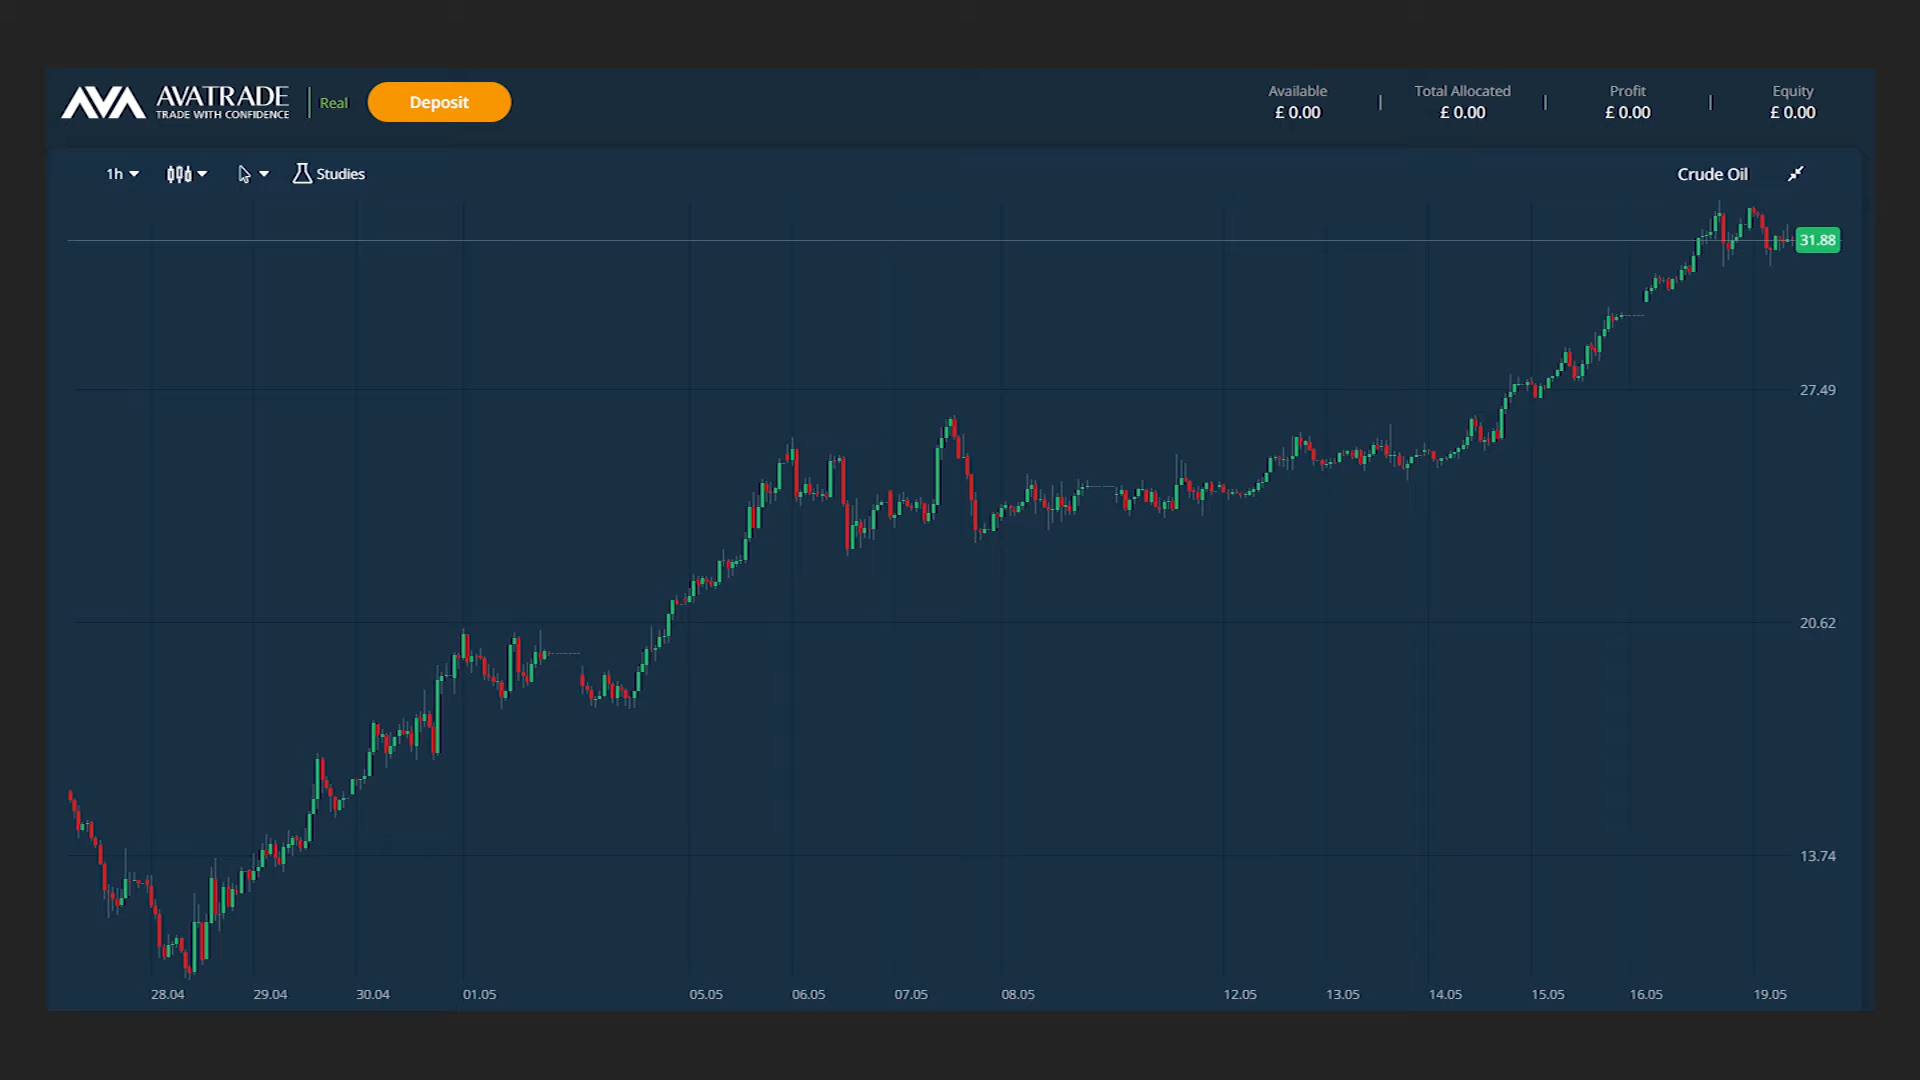 AVATRADE
TRADE WITH CONFIDENCE
Real
Deposit
Available
£ 0.00
Total Allocated
£ 0.00
Profit
£ 0.00
Equity
£ 0.00
1h
Studies
Crude Oil
31.88
27.49
20.62
13.74
28.04 29.04 30.04 01.05 05.05 06.05 07.05 08.05 12.05 13.05 14.05 15.05 16.05 19.05